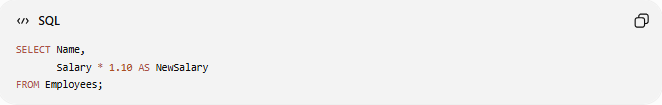 </> SQL
SELECT Name,
       Salary * 1.10 AS NewSalary
FROM Employees;